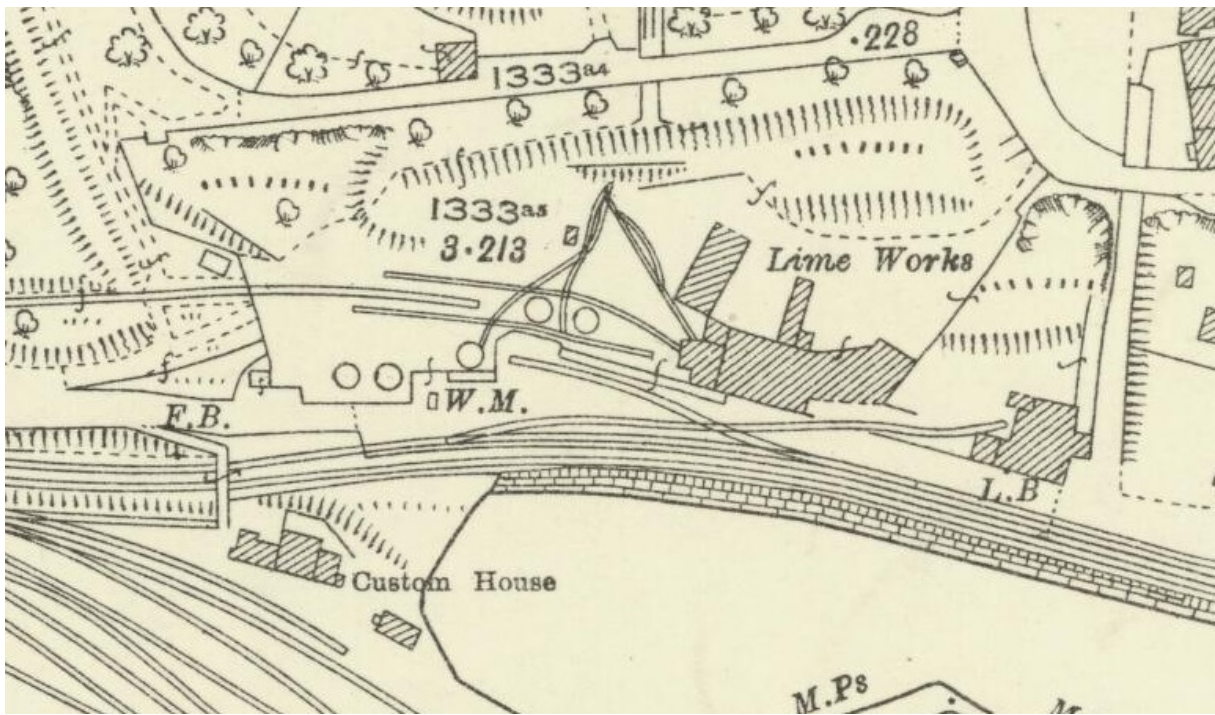 .228
1333a4
1333a5
3.213
Lime Works
W.M.
F.B.
L.B
Custom House
M.Ps
M.